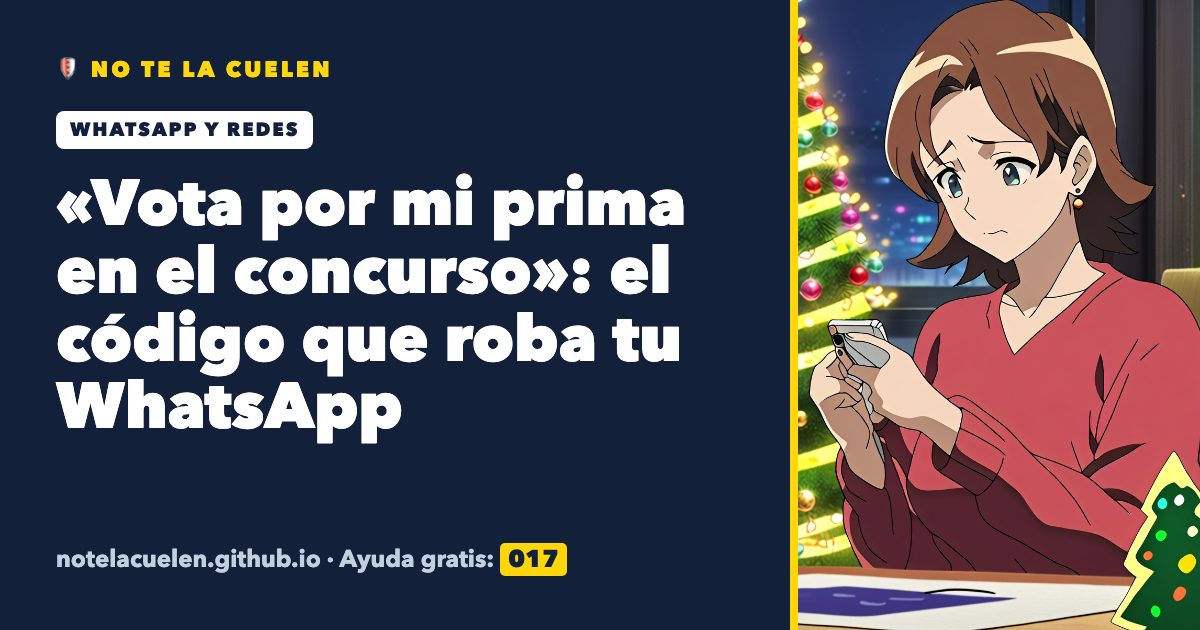 NO TE LA CUELEN
WHATSAPP Y REDES
«Vota por mi prima
en el concurso»: el
código que roba tu
WhatsApp
notelacuelen.github.io · Ayuda gratis: 017